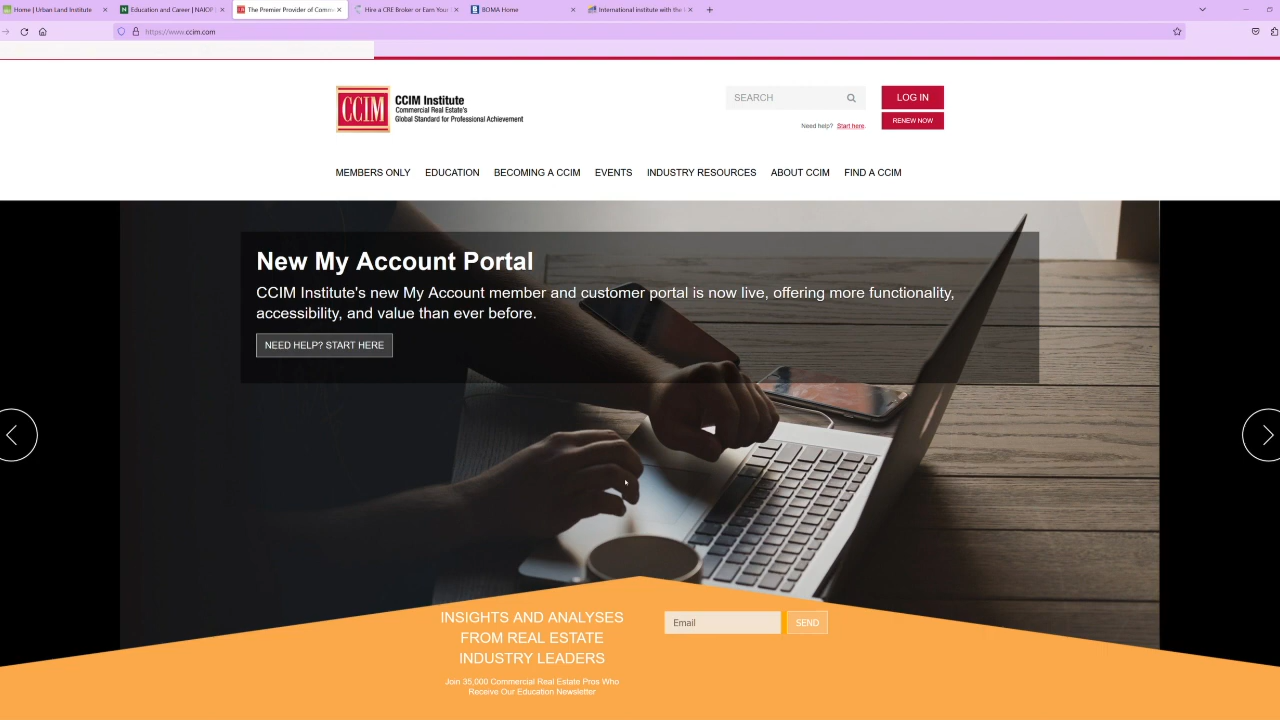 Home | Urban Land Institute
Education and Career | NAIOP |
The Premier Provider of Comm
Hire a CRE Broker or Earn Your
BOMA Home
International institute with the l
https://www.ccim.com
CCIM
CCIM Institute
Commercial Real Estate's
Global Standard for Professional Achievement
SEARCH
LOG IN
Need help? Start here.
RENEW NOW
MEMBERS ONLY EDUCATION BECOMING A CCIM EVENTS INDUSTRY RESOURCES ABOUT CCIM FIND A CCIM
New My Account Portal
CCIM Institute's new My Account member and customer portal is now live, offering more functionality,
accessibility, and value than ever before.
NEED HELP? START HERE
INSIGHTS AND ANALYSES
FROM REAL ESTATE
INDUSTRY LEADERS
Email
SEND
Join 35,000 Commercial Real Estate Pros Who
Receive Our Education Newsletter